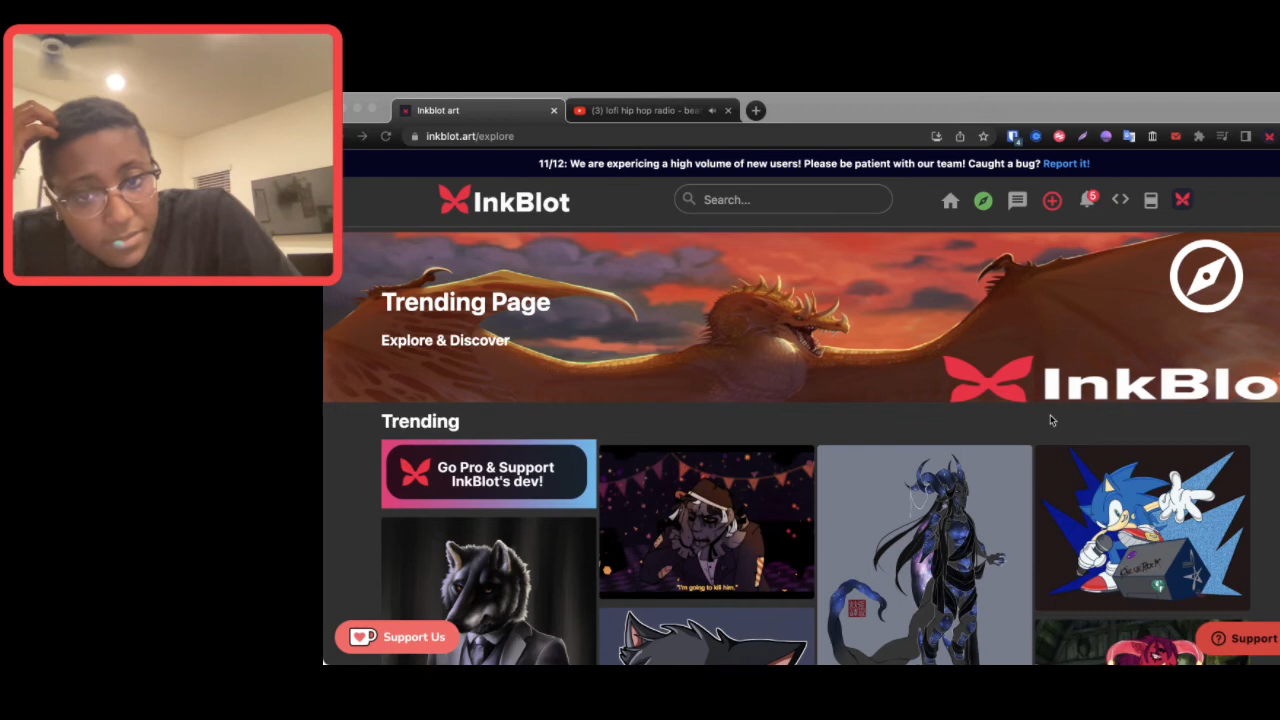 Inkblot art
(3) lofi hip hop radio - bea
inkblot.art/explore
4
11/12: We are expericing a high volume of new users! Please be patient with our team! Caught a bug? Report it!
InkBlot
Search...
5
Trending Page
Explore & Discover
InkBlo
Trending
Go Pro & Support
InkBlot's dev!
"I'm going to kill him."
Support Us
Support